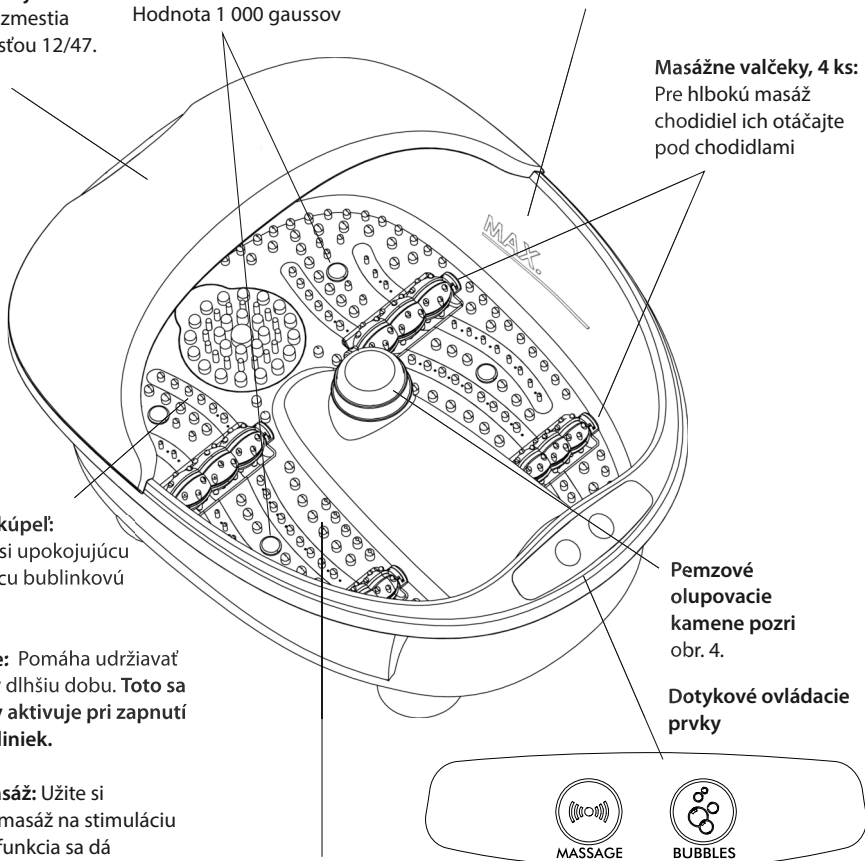 zmestia
sťou 12/47.
Hodnota 1 000 gaussov
Masážne valčeky, 4 ks:
Pre hlbokú masáž
chodidiel ich otáčajte
pod chodidlami
MAX.
kúpeľ:
si upokojujúcu
cu bublinkovú
e: Pomáha udržiavať
dlhšiu dobu. Toto sa
y aktivuje pri zapnutí
liniek.
sáž: Užite si
masáž na stimuláciu
funkcia sa dá
Pemzové
olupovacie
kamene pozri
obr. 4.
Dotykové ovládacie
prvky
MASSAGE
BUBBLES